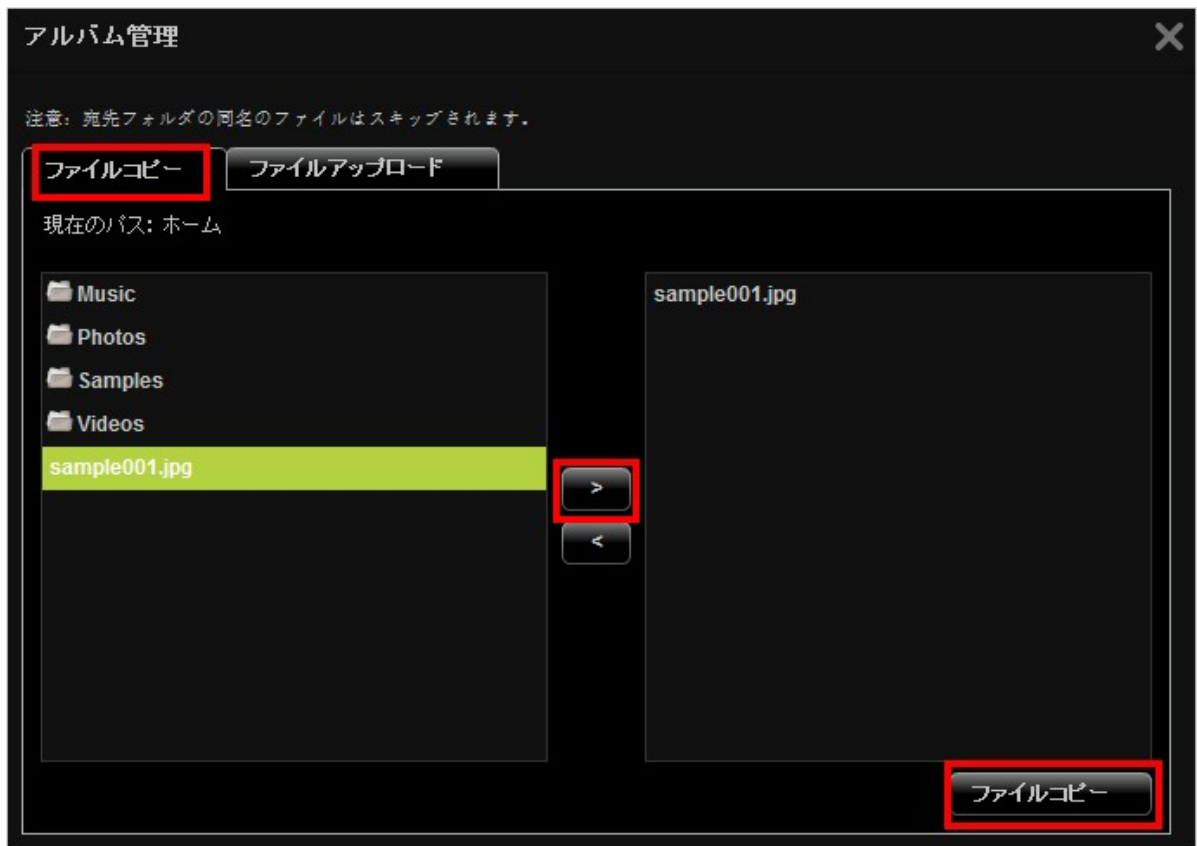 アルバム管理
注意: 宛先フォルダの同名のファイルはスキップされます.
ファイルコピー
ファイルアップロード
現在のパス: ホーム
Music
Photos
Samples
Videos
sample001.jpg
>
<
sample001.jpg
ファイルコピー